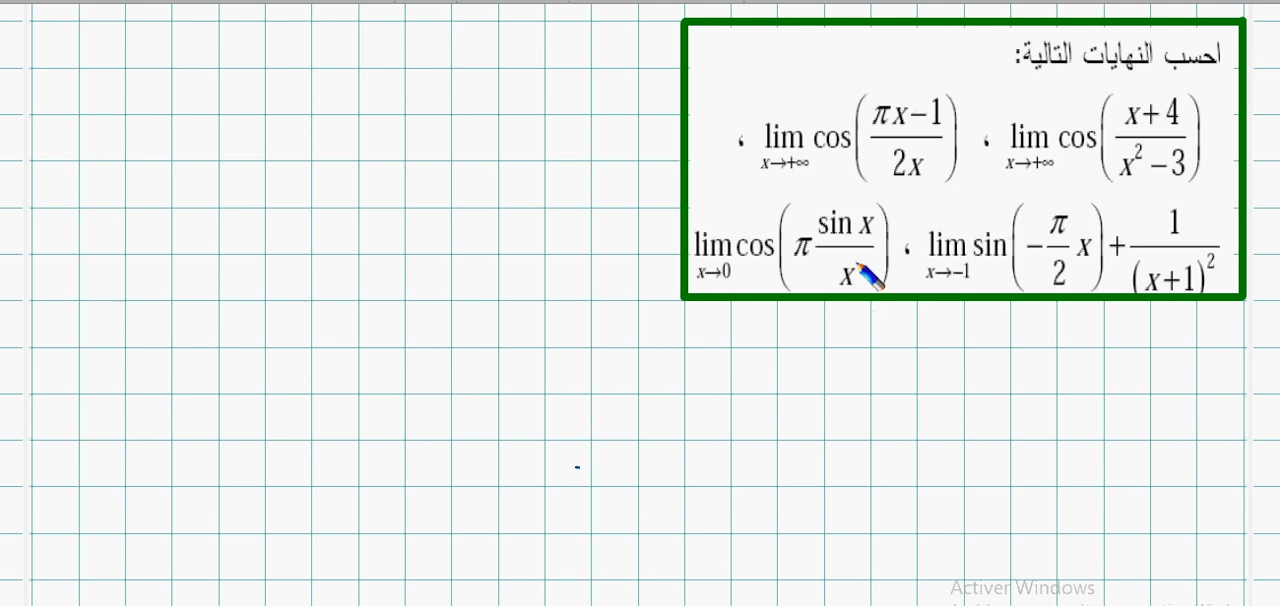 احسب النهايات التالية:
lim_{x→+∞} cos((x+4)/(x²−3)) ، lim_{x→+∞} cos((πx−1)/(2x)) ،
lim_{x→−1} sin(−(π/2)x) + 1/(x+1)² ، lim_{x→0} cos(π (sin x)/x)
Activer Windows